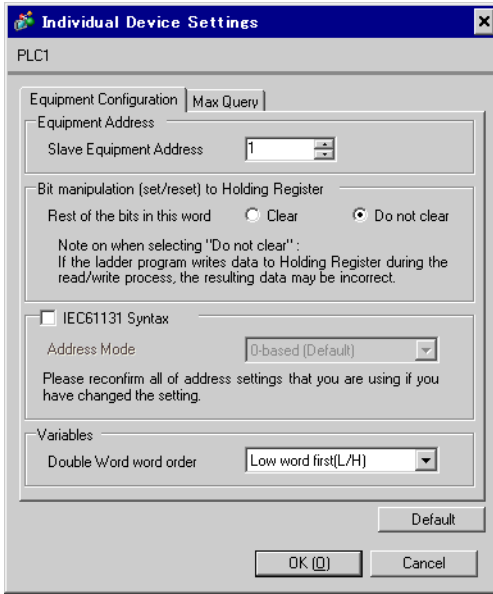 Individual Device Settings
PLC1
Equipment Configuration Max Query
Equipment Address
Slave Equipment Address 1
Bit manipulation (set/reset) to Holding Register
Rest of the bits in this word Clear Do not clear
Note on when selecting "Do not clear" :
If the ladder program writes data to Holding Register during the
read/write process, the resulting data may be incorrect.
IEC61131 Syntax
Address Mode 0-based (Default)
Please reconfirm all of address settings that you are using if you
have changed the setting.
Variables
Double Word word order Low word first(L/H)
Default
OK (O) Cancel